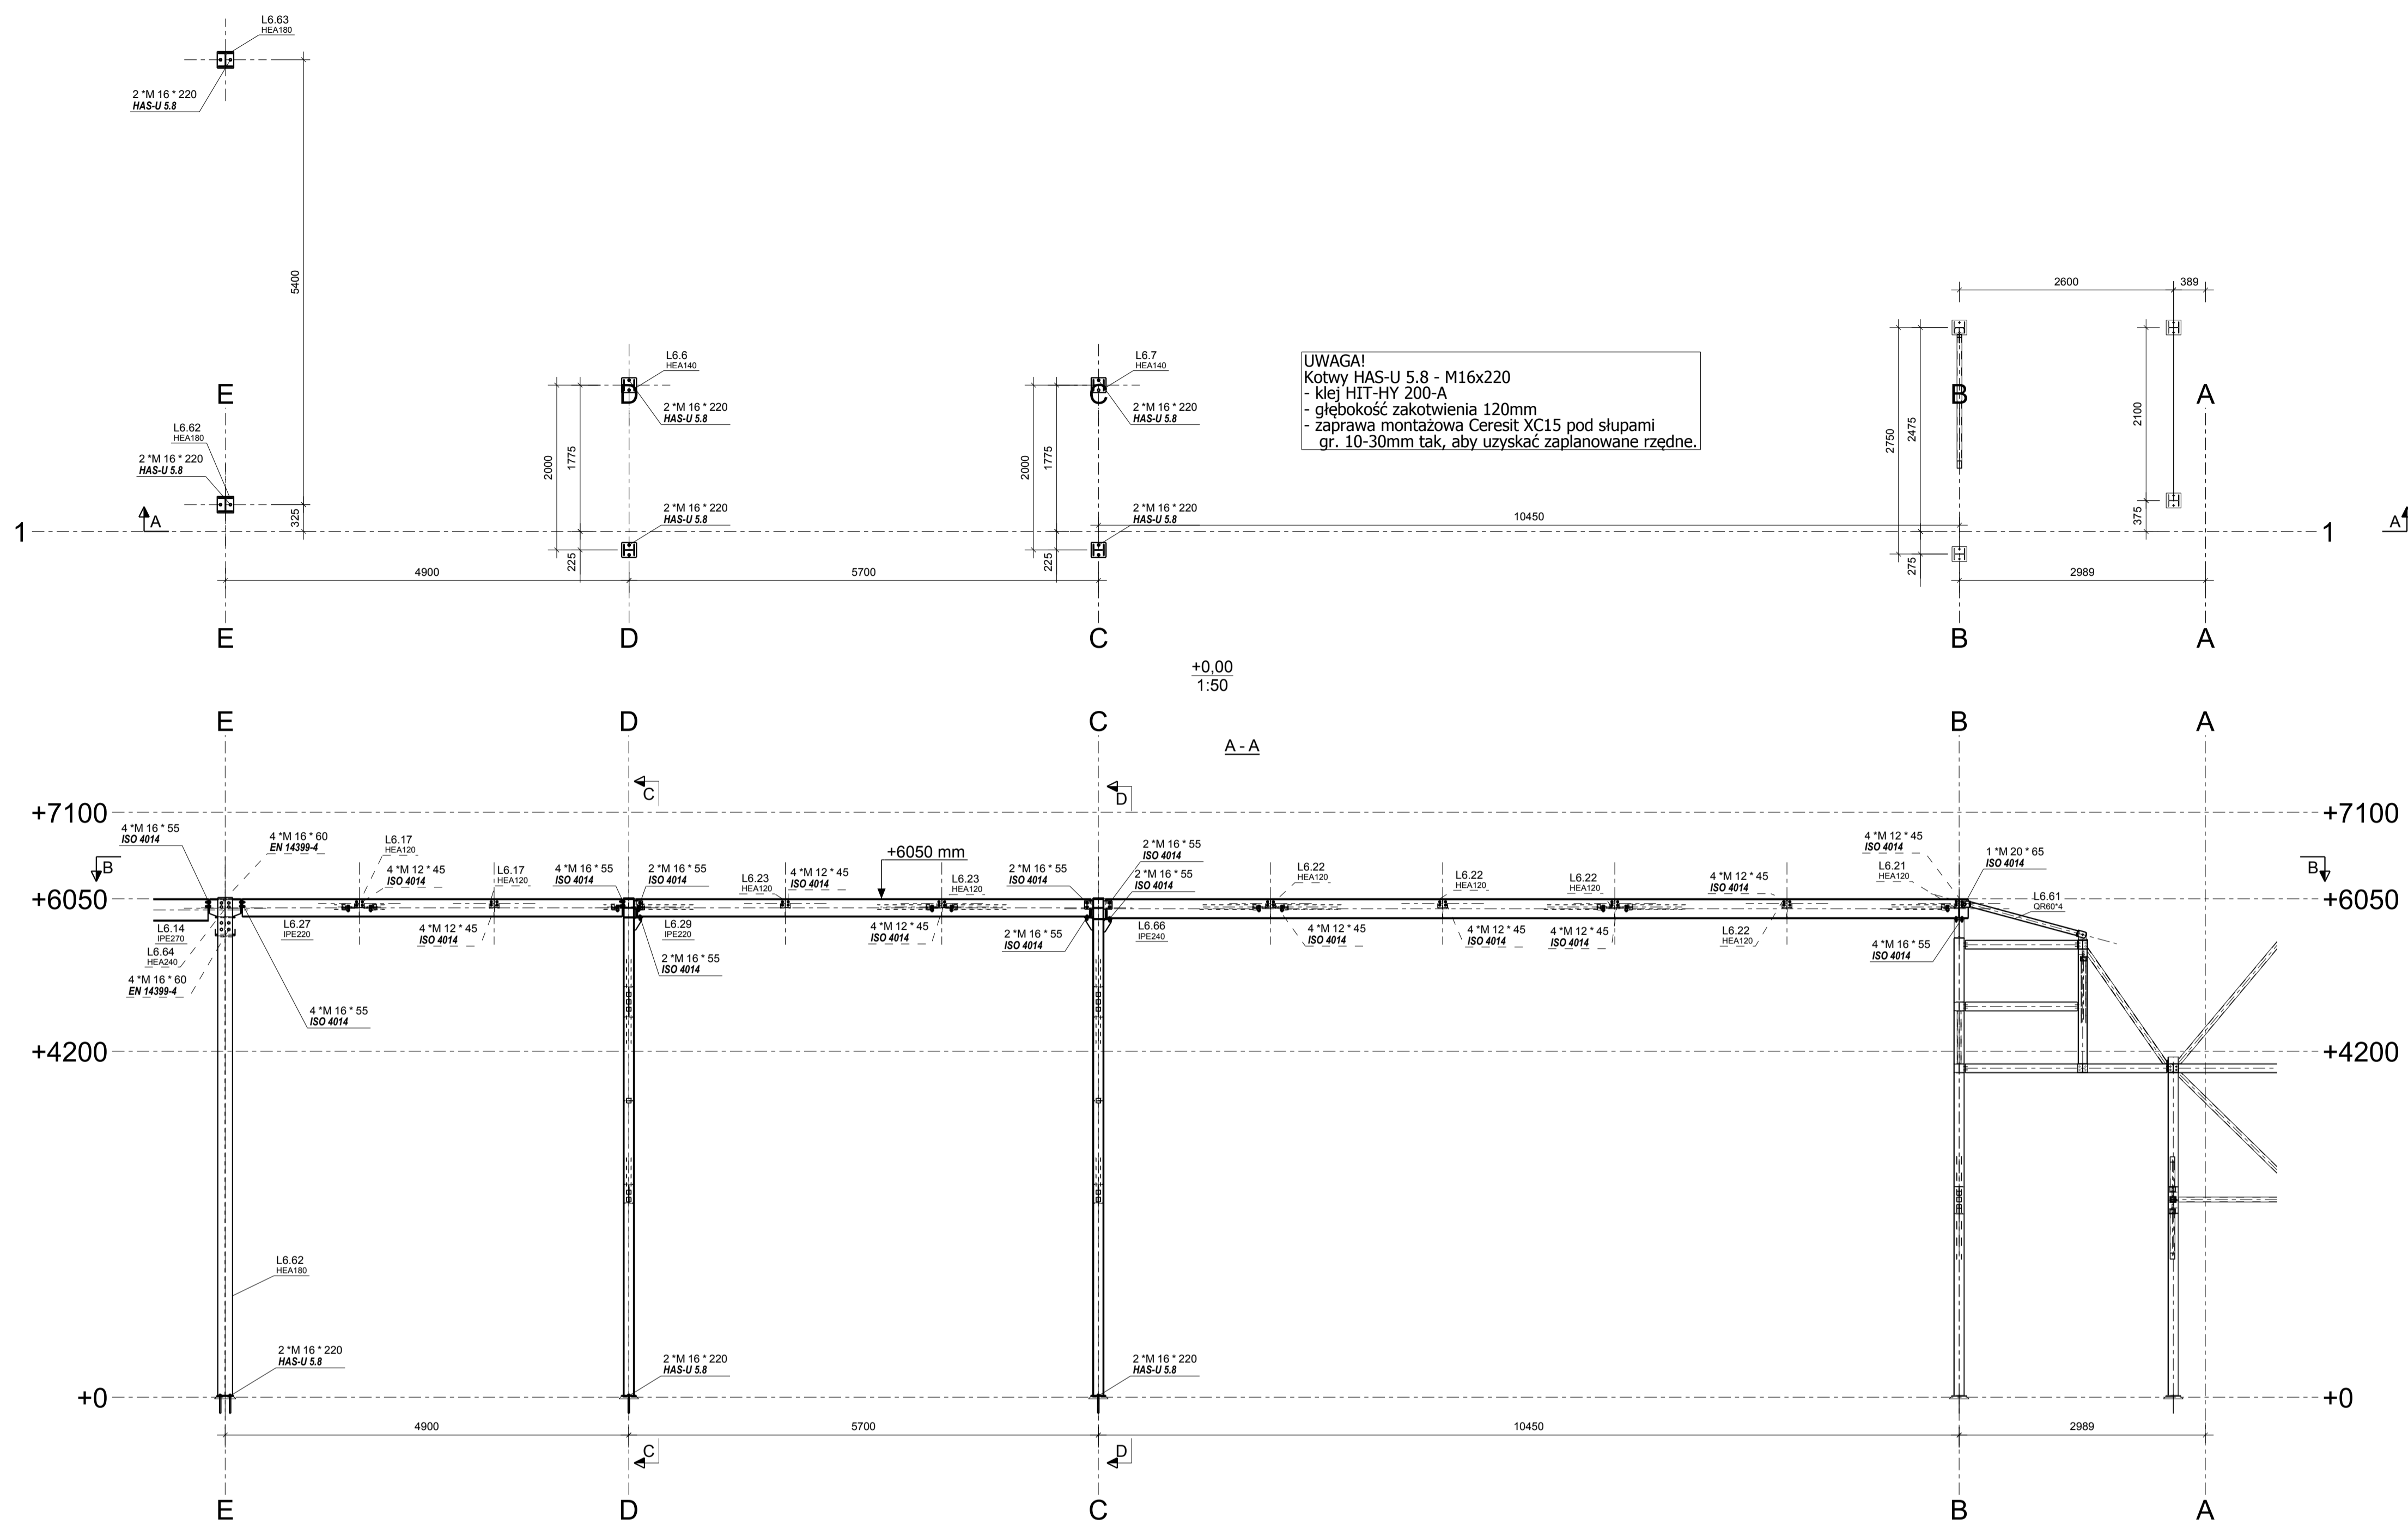 L6.63
HEA180
2 *M 16 * 220
HAS-U 5.8
5400
2600
389
L6.6
HEA140
L6.7
HEA140
UWAGA!
Kotwy HAS-U 5.8 - M16x220
- klej HIT-HY 200-A
- głębokość zakotwienia 120mm
- zaprawa montażowa Ceresit XC15 pod słupami
gr. 10-30mm tak, aby uzyskać zaplanowane rzędne.
E
D
C
B
A
2 *M 16 * 220
HAS-U 5.8
2 *M 16 * 220
HAS-U 5.8
L6.62
HEA180
2 *M 16 * 220
HAS-U 5.8
2000
1775
2000
1775
2750
2475
2100
2 *M 16 * 220
HAS-U 5.8
2 *M 16 * 220
HAS-U 5.8
325
10450
375
1
A
1
A
225
225
275
4900
5700
2989
E
D
C
B
A
+0,00
1:50
E
D
C
B
A
A - A
C
D
+7100
+7100
4 *M 16 * 55
ISO 4014
4 *M 16 * 60
EN 14399-4
L6.17
HEA120
4 *M 12 * 45
ISO 4014
L6.17
HEA120
4 *M 16 * 55
ISO 4014
2 *M 16 * 55
ISO 4014
L6.23
HEA120
4 *M 12 * 45
ISO 4014
+6050 mm
L6.23
HEA120
2 *M 16 * 55
ISO 4014
2 *M 16 * 55
ISO 4014
2 *M 16 * 55
ISO 4014
L6.22
HEA120
L6.22
HEA120
L6.22
HEA120
4 *M 12 * 45
ISO 4014
4 *M 12 * 45
ISO 4014
L6.21
HEA120
1 *M 20 * 65
ISO 4014
L6.61
QR60*4
B
B
+6050
+6050
L6.14
IPE270
L6.27
IPE220
4 *M 12 * 45
ISO 4014
L6.29
IPE220
4 *M 12 * 45
ISO 4014
2 *M 16 * 55
ISO 4014
L6.66
IPE240
4 *M 12 * 45
ISO 4014
4 *M 12 * 45
ISO 4014
4 *M 12 * 45
ISO 4014
L6.22
HEA120
4 *M 16 * 55
ISO 4014
L6.64
HEA240
4 *M 16 * 60
EN 14399-4
2 *M 16 * 55
ISO 4014
4 *M 16 * 55
ISO 4014
+4200
+4200
L6.62
HEA180
2 *M 16 * 220
HAS-U 5.8
2 *M 16 * 220
HAS-U 5.8
2 *M 16 * 220
HAS-U 5.8
+0
+0
4900
5700
10450
2989
C
D
E
D
C
B
A